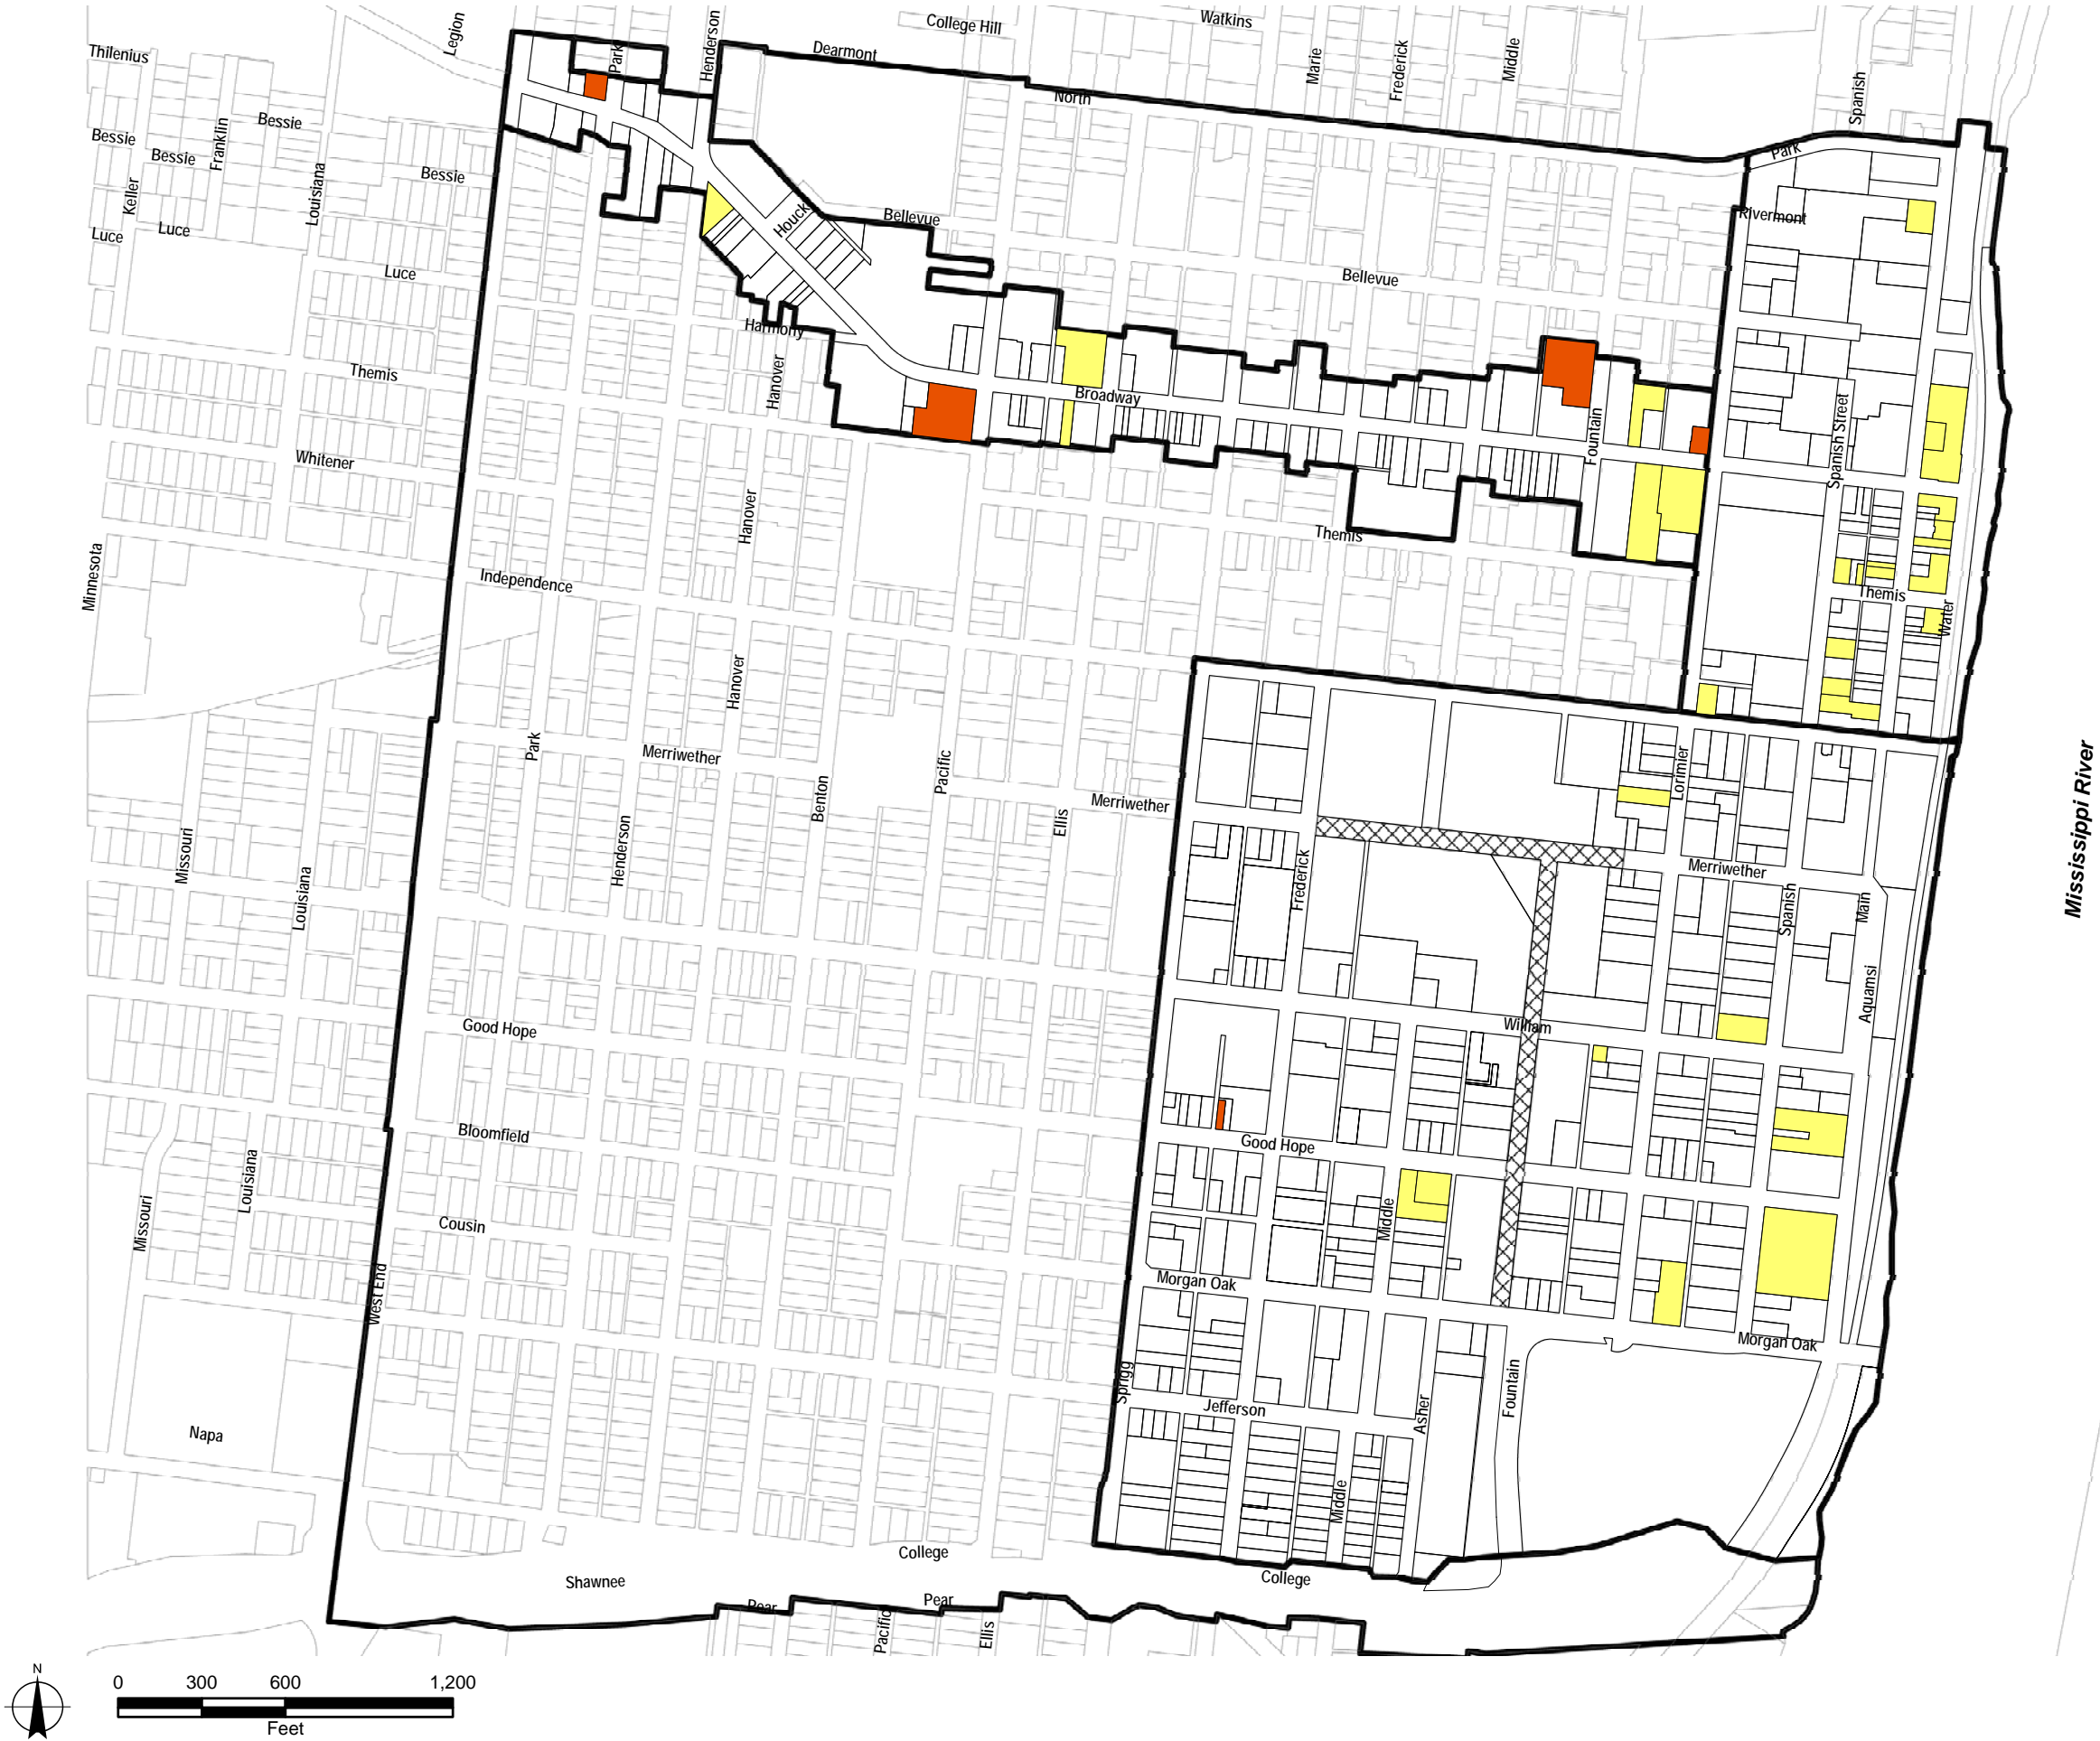 Legion
Henderson
College Hill
Watkins
Thilenius
Park
Dearmont
Marie
Frederick
Middle
Spanish
North
Bessie
Bessie
Bessie
Franklin
Bessie
Park
Keller
Louisiana
Luce
Luce
Luce
Houck
Bellevue
Rivermont
Bellevue
Harmony
Themis
Hanover
Broadway
Fountain
Spanish Street
Whitener
Hanover
Themis
Minnesota
Independence
Themis
Water
Hanover
Park
Merriwether
Pacific
Benton
Merriwether
Ellis
Lorimier
Mississippi River
Missouri
Louisiana
Henderson
Frederick
Merriwether
Spanish
Main
Aquamsi
Good Hope
William
Bloomfield
Good Hope
Missouri
Louisiana
Cousin
Middle
West End
Morgan Oak
Morgan Oak
Sprigg
Jefferson
Asher
Fountain
Napa
Middle
College
College
Shawnee
Pear
Pear
Pacific
Ellis
N
0 300 600 1,200
Feet